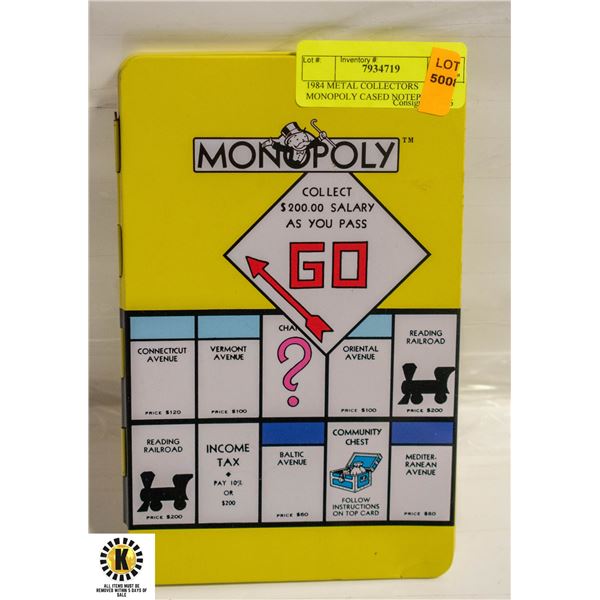 Lot #:
Inventory #
7934719
LOT
1984 METAL COLLECTORS
MONOPOLY CASED
MONOPOLY™
COLLECT
$200.00 SALARY
AS YOU PASS
GO
CONNECTICUT
AVENUE
PRICE $120
VERMONT
AVENUE
PRICE $100
?
ORIENTAL
AVENUE
PRICE $100
READING
RAILROAD
PRICE $200
READING
RAILROAD
PRICE $200
INCOME
TAX
PAY 10%
OR
$200
BALTIC
AVENUE
PRICE $60
COMMUNITY
CHEST
FOLLOW
INSTRUCTIONS
ON TOP CARD
MEDITER-
RANEAN
AVENUE
PRICE $60
K
ALL ITEMS MUST BE
REMOVED WITHIN 5 DAYS OF
SALE